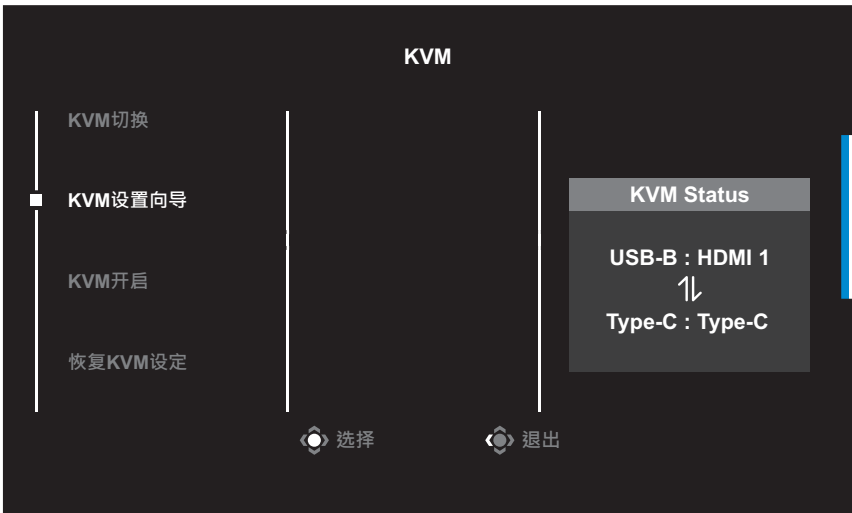 KVM
KVM切换
KVM设置向导
KVM开启
恢复KVM设定
KVM Status
USB-B : HDMI 1
Type-C : Type-C
选择
退出